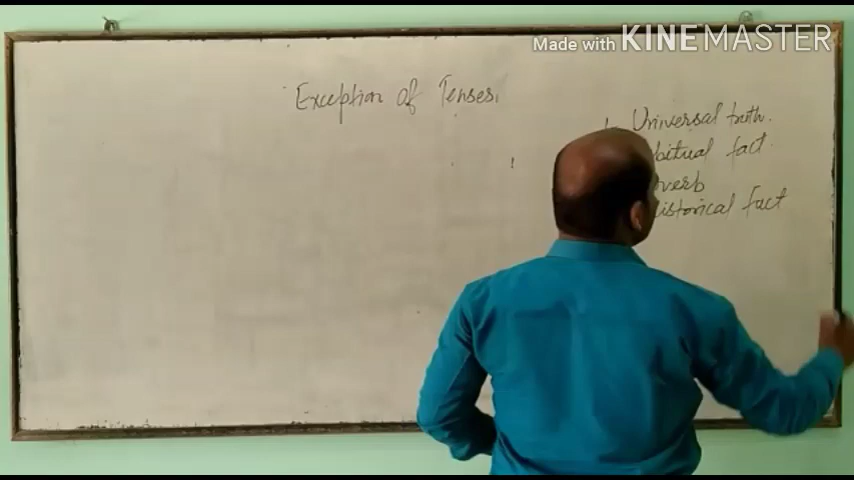 Made with KINEMASTER
Exception of Tenses.
Universal truth.
bitual fact.
verb
istorical fact